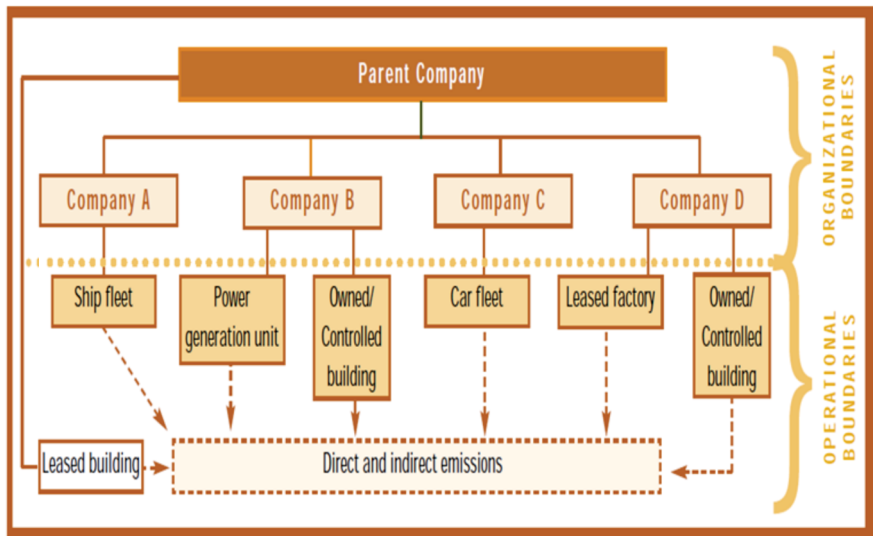 Parent Company
ORGANIZATIONAL
BOUNDARIES
Company A
Company B
Company C
Company D
Ship fleet
Power
generation unit
Owned/
Controlled
building
Car fleet
Leased factory
Owned/
Controlled
building
OPERATIONAL
BOUNDARIES
Leased building
Direct and indirect emissions